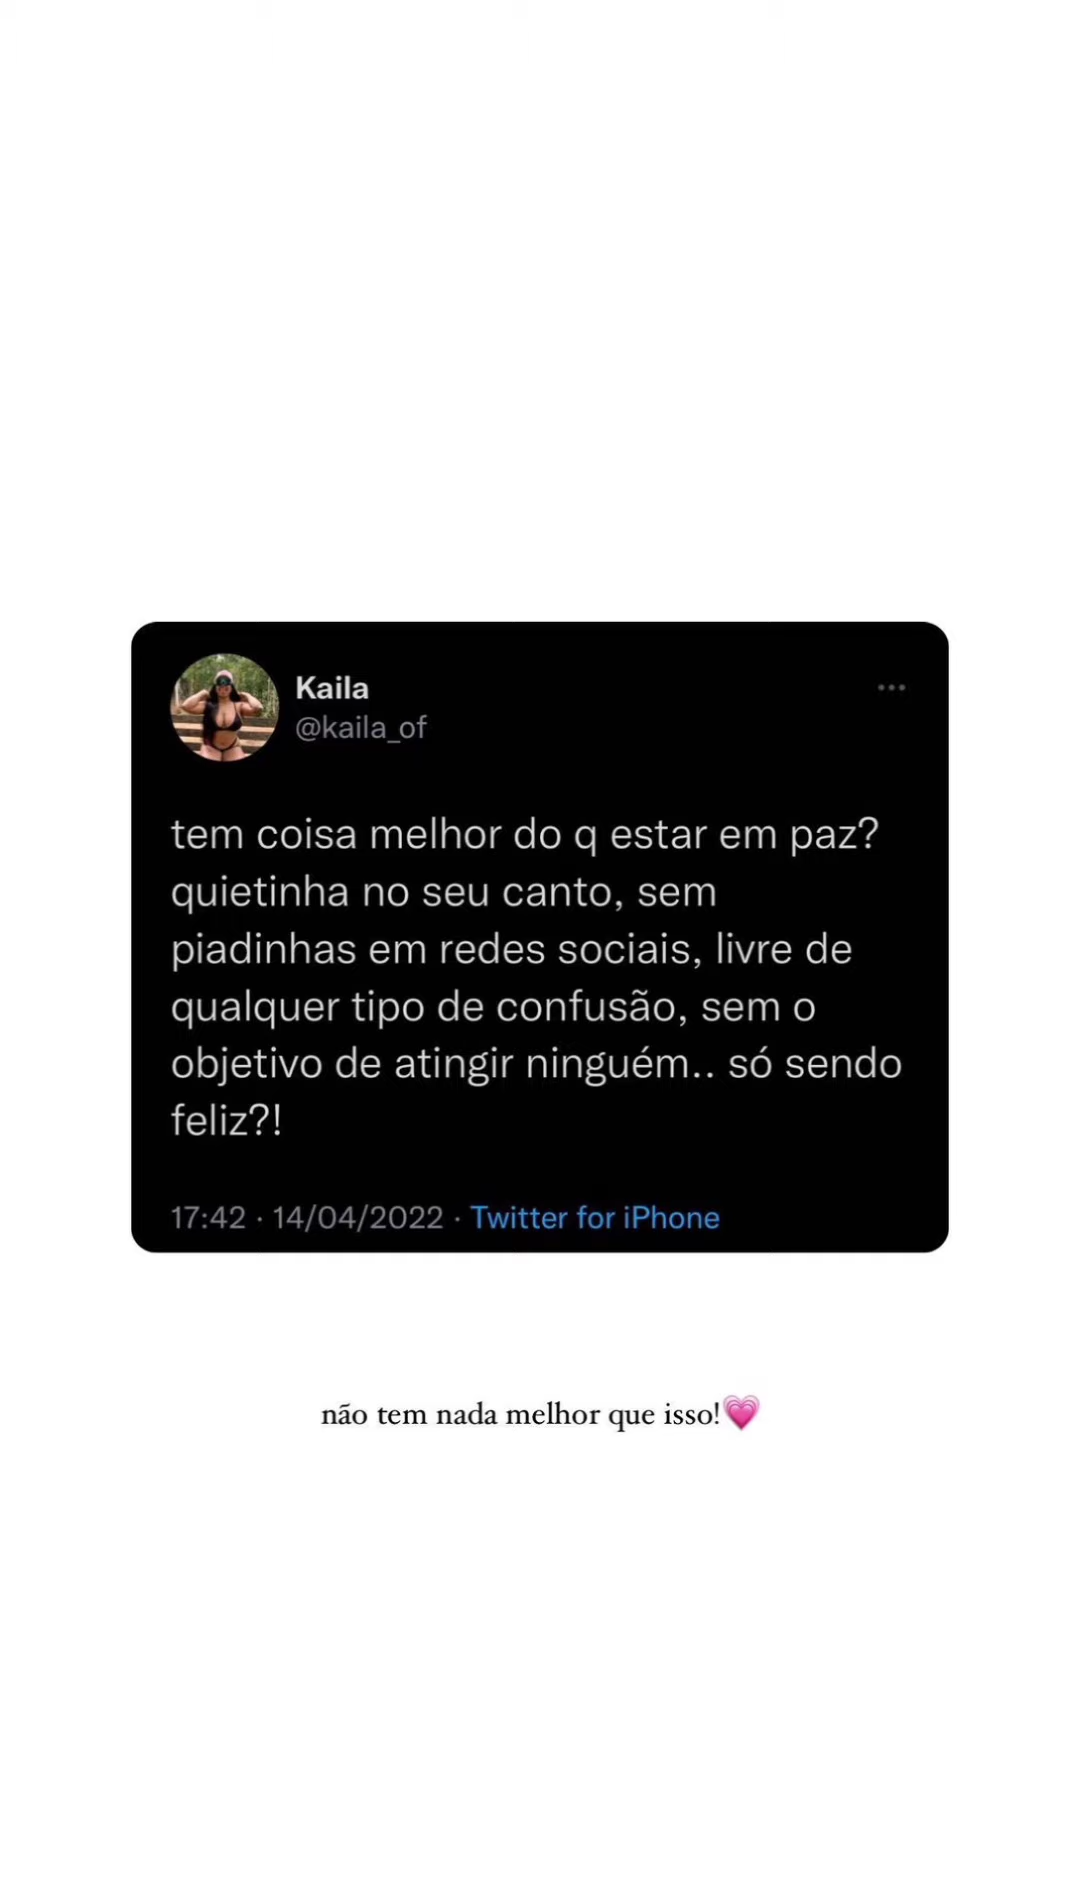 Kaila
@kaila_of
tem coisa melhor do q estar em paz?
quietinha no seu canto, sem
piadinhas em redes sociais, livre de
qualquer tipo de confusão, sem o
objetivo de atingir ninguém.. só sendo
feliz?!
17:42 · 14/04/2022 · Twitter for iPhone
não tem nada melhor que isso!💗